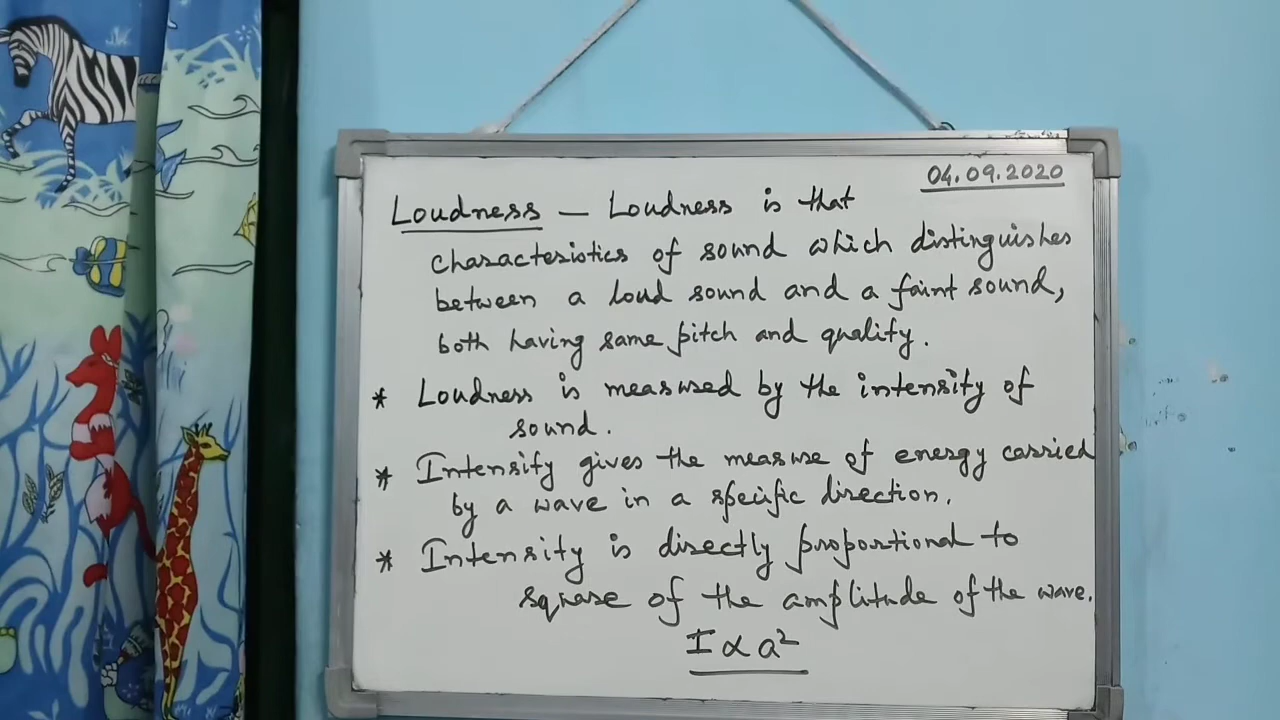 04.09.2020
Loudness – Loudness is that
characteristics of sound which distinguishes
between a loud sound and a faint sound,
both having same pitch and quality.
* Loudness is measured by the intensity of
sound.
* Intensity gives the measure of energy carried
by a wave in a specific direction.
* Intensity is directly proportional to
square of the amplitude of the wave.
I ∝ a²